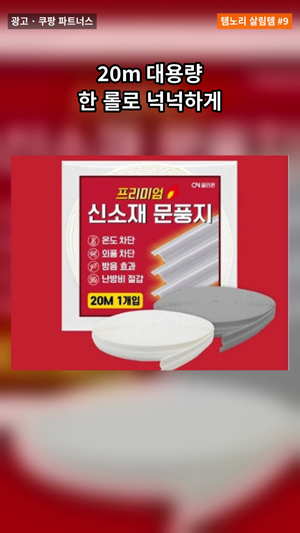 광고 · 쿠팡 파트너스
템노리 살림템 #9
20m 대용량
한 롤로 넉넉하게
프리미엄
신소재 문풍지
온도 차단
외풍 차단
방음 효과
난방비 절감
20M 1개입